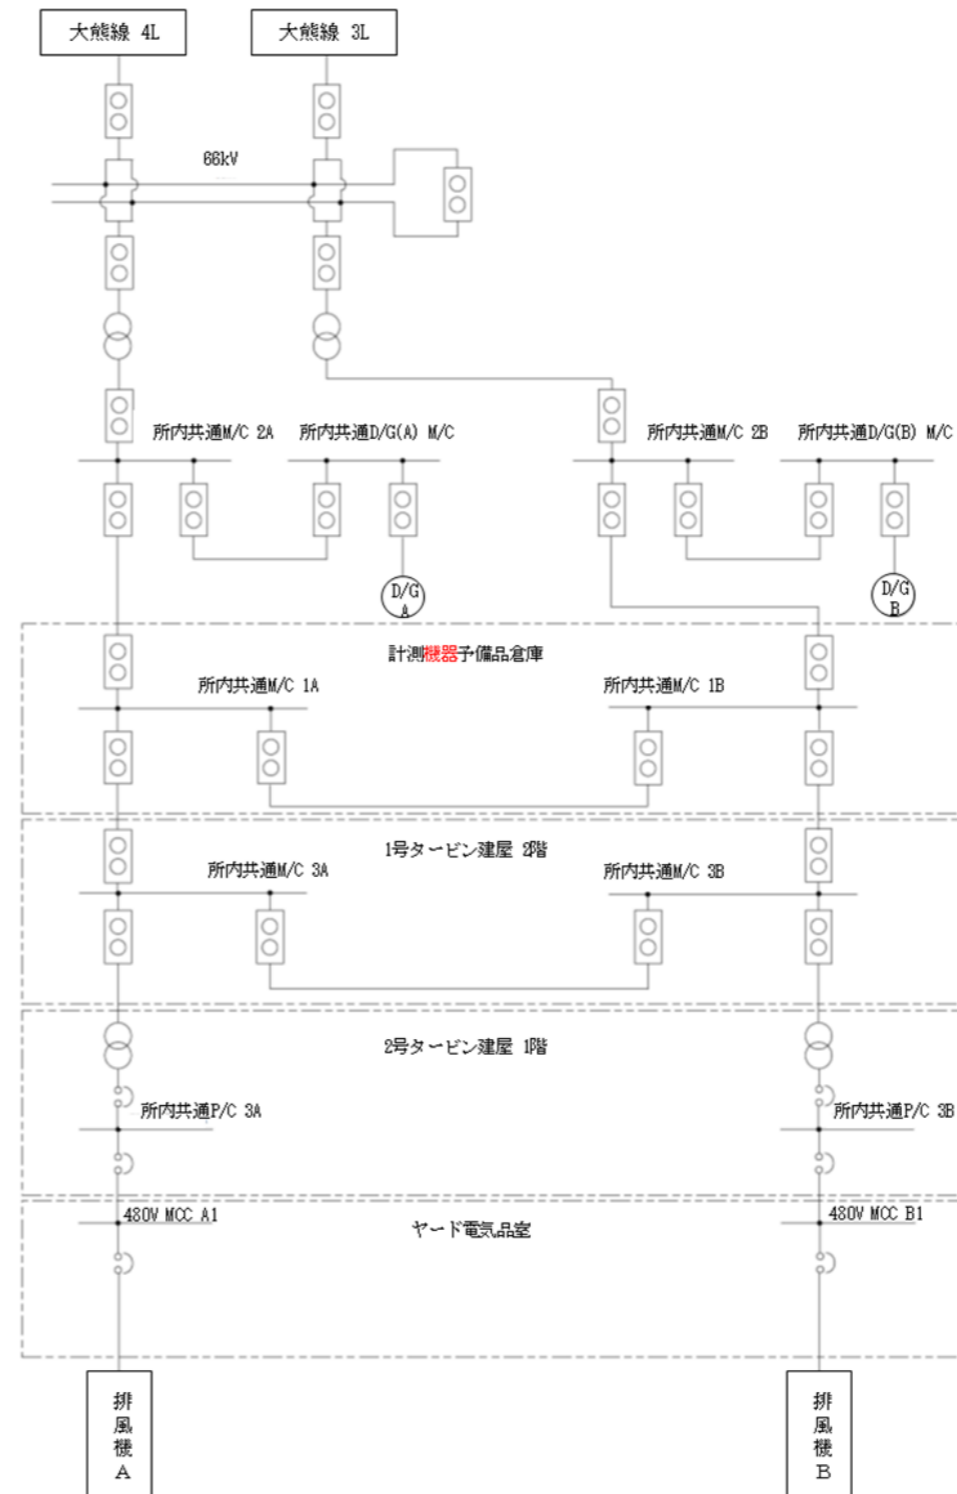 大熊線 4L
大熊線 3L
66kV
所内共通M/C 2A
所内共通D/G(A) M/C
所内共通M/C 2B
所内共通D/G(B) M/C
D/G
A
D/G
B
計測機器予備品倉庫
所内共通M/C 1A
所内共通M/C 1B
1号タービン建屋 2階
所内共通M/C 3A
所内共通M/C 3B
2号タービン建屋 1階
所内共通P/C 3A
所内共通P/C 3B
480V MCC A1
ヤード電気品室
480V MCC B1
排
風
機
A
排
風
機
B